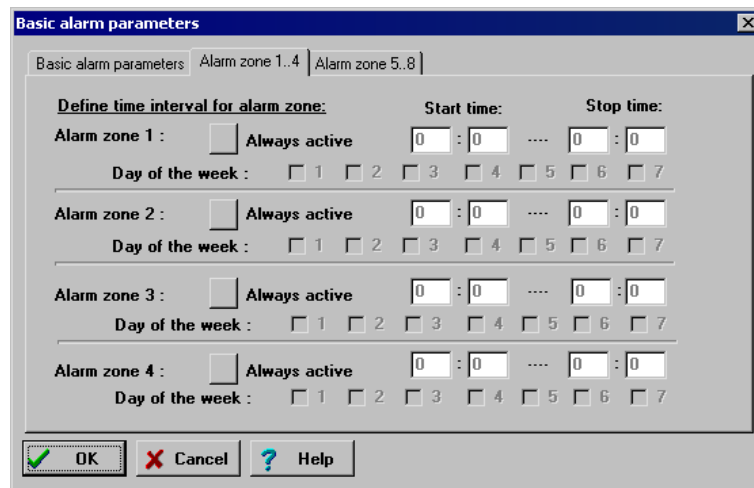 Basic alarm parameters
Basic alarm parameters Alarm zone 1..4 Alarm zone 5..8
Define time interval for alarm zone: Start time: Stop time:
Alarm zone 1 : Always active 0 : 0 ---- 0 : 0
Day of the week : 1 2 3 4 5 6 7
Alarm zone 2 : Always active 0 : 0 ---- 0 : 0
Day of the week : 1 2 3 4 5 6 7
Alarm zone 3 : Always active 0 : 0 ---- 0 : 0
Day of the week : 1 2 3 4 5 6 7
Alarm zone 4 : Always active 0 : 0 ---- 0 : 0
Day of the week : 1 2 3 4 5 6 7
OK Cancel ? Help